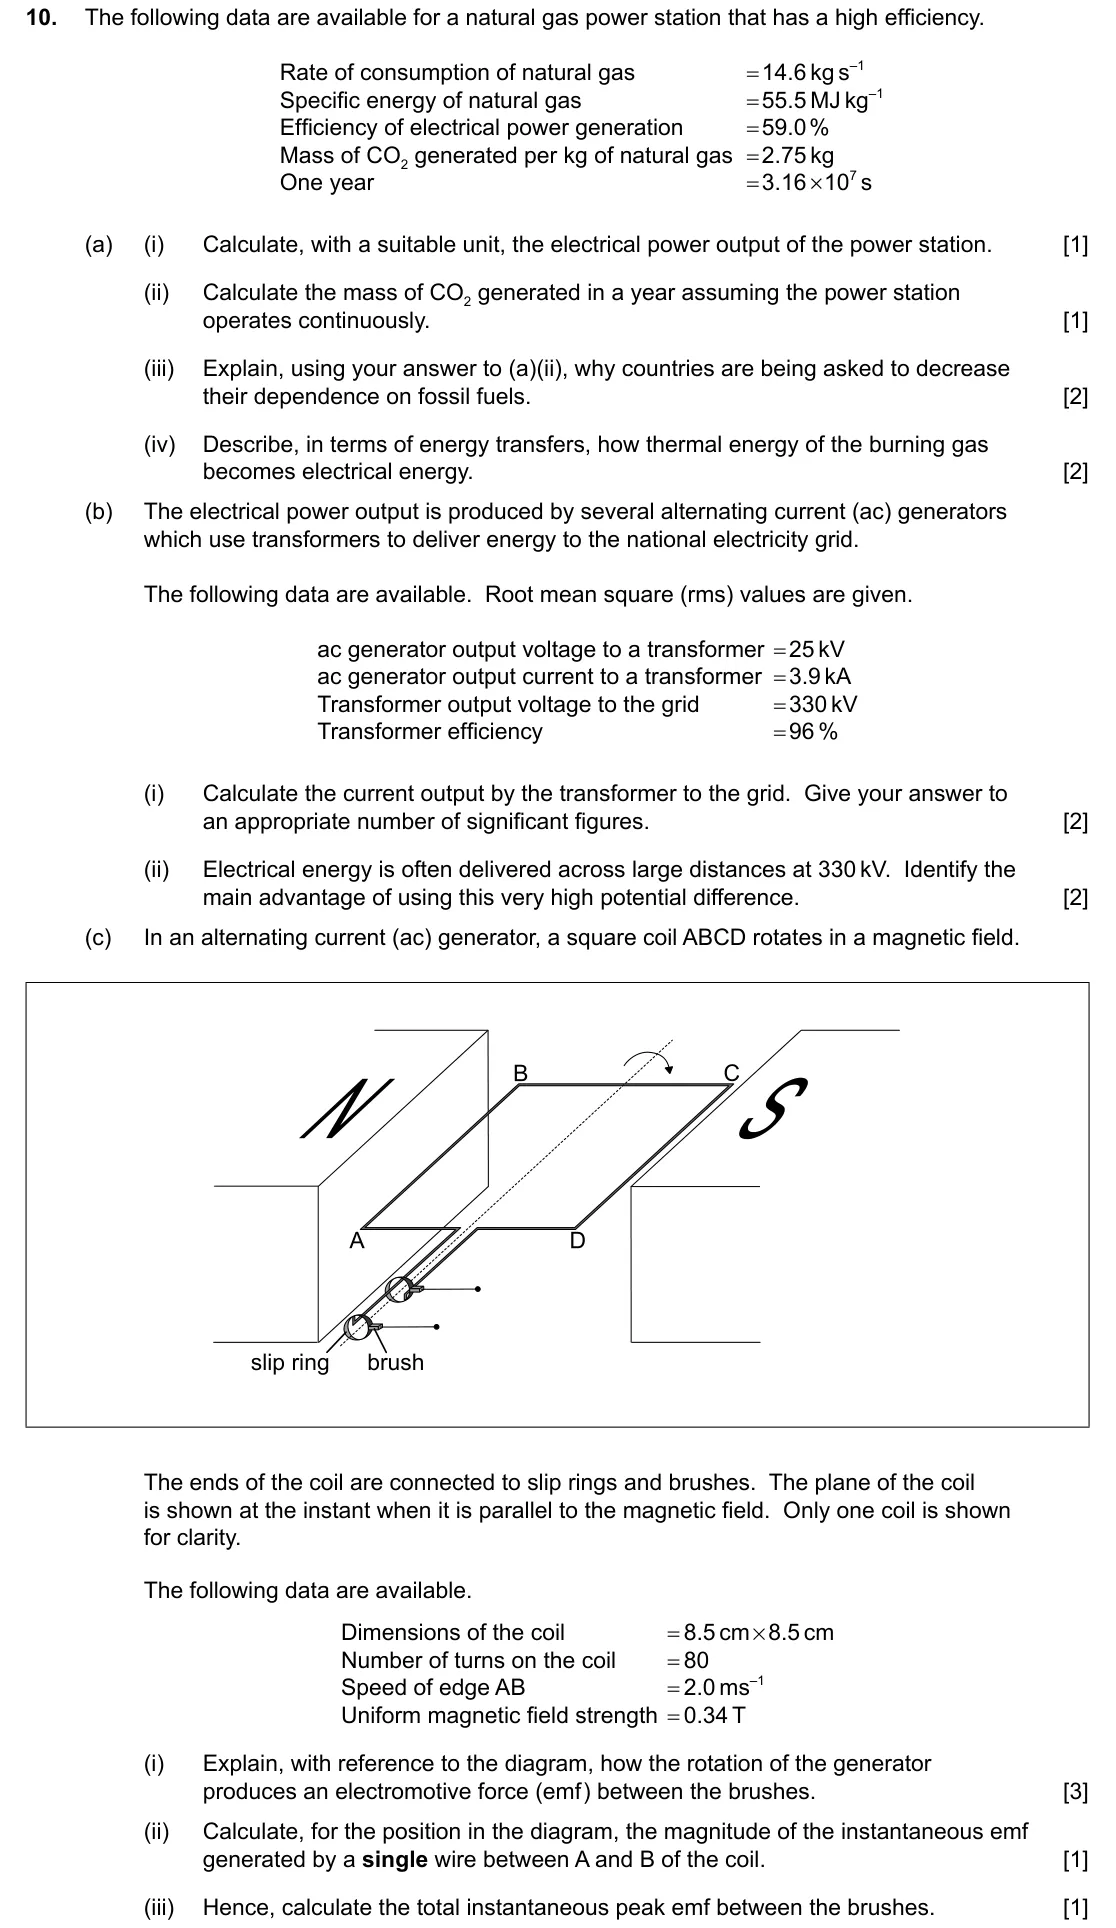 10. The following data are available for a natural gas power station that has a high efficiency.
Rate of consumption of natural gas = 14.6 kg s⁻¹
Specific energy of natural gas = 55.5 MJ kg⁻¹
Efficiency of electrical power generation = 59.0 %
Mass of CO₂ generated per kg of natural gas = 2.75 kg
One year = 3.16 × 10⁷ s
(a) (i) Calculate, with a suitable unit, the electrical power output of the power station. [1]
(ii) Calculate the mass of CO₂ generated in a year assuming the power station
operates continuously. [1]
(iii) Explain, using your answer to (a)(ii), why countries are being asked to decrease
their dependence on fossil fuels. [2]
(iv) Describe, in terms of energy transfers, how thermal energy of the burning gas
becomes electrical energy. [2]
(b) The electrical power output is produced by several alternating current (ac) generators
which use transformers to deliver energy to the national electricity grid.
The following data are available. Root mean square (rms) values are given.
ac generator output voltage to a transformer = 25 kV
ac generator output current to a transformer = 3.9 kA
Transformer output voltage to the grid = 330 kV
Transformer efficiency = 96 %
(i) Calculate the current output by the transformer to the grid. Give your answer to
an appropriate number of significant figures. [2]
(ii) Electrical energy is often delivered across large distances at 330 kV. Identify the
main advantage of using this very high potential difference. [2]
(c) In an alternating current (ac) generator, a square coil ABCD rotates in a magnetic field.
B C
N S
A D
slip ring brush
The ends of the coil are connected to slip rings and brushes. The plane of the coil
is shown at the instant when it is parallel to the magnetic field. Only one coil is shown
for clarity.
The following data are available.
Dimensions of the coil = 8.5 cm × 8.5 cm
Number of turns on the coil = 80
Speed of edge AB = 2.0 ms⁻¹
Uniform magnetic field strength = 0.34 T
(i) Explain, with reference to the diagram, how the rotation of the generator
produces an electromotive force (emf) between the brushes. [3]
(ii) Calculate, for the position in the diagram, the magnitude of the instantaneous emf
generated by a single wire between A and B of the coil. [1]
(iii) Hence, calculate the total instantaneous peak emf between the brushes. [1]